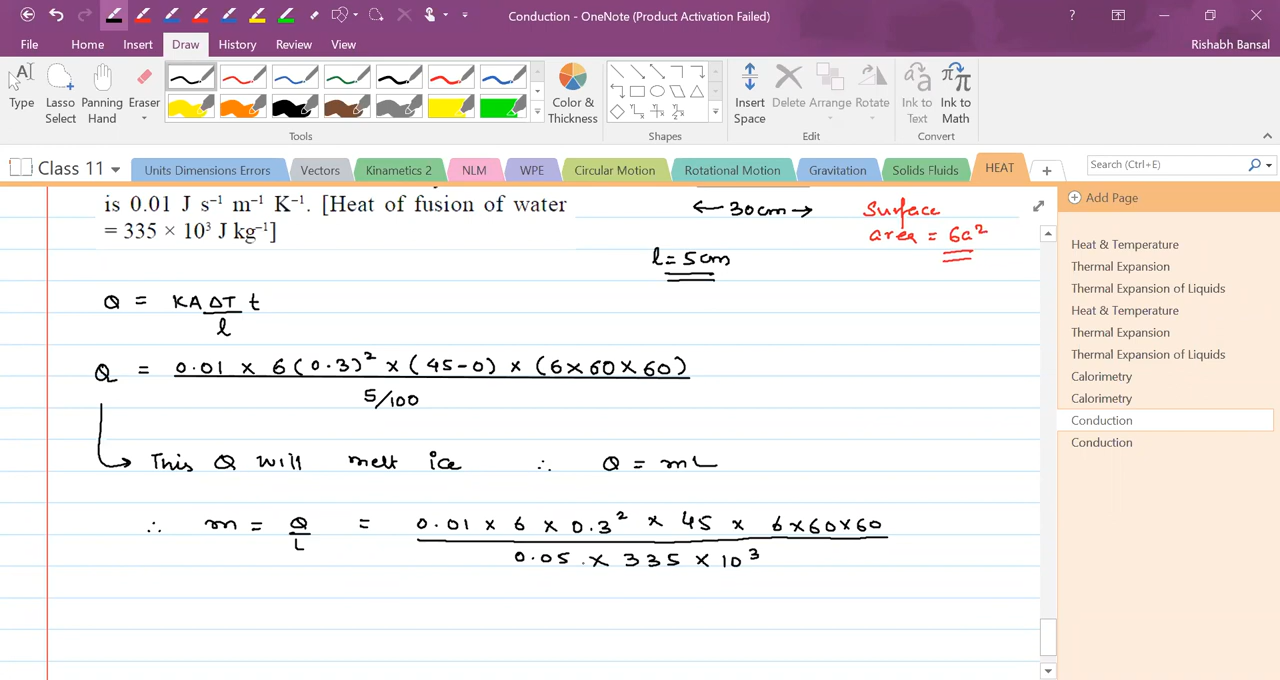 Conduction - OneNote (Product Activation Failed)
?
File Home Insert Draw History Review View
Rishabh Bansal
Type Lasso Select Panning Hand Eraser
Color & Thickness
Insert Space Delete Arrange Rotate
Ink to Text Ink to Math
Tools Shapes Edit Convert
Class 11 Units Dimensions Errors Vectors Kinematics 2 NLM WPE Circular Motion Rotational Motion Gravitation Solids Fluids HEAT
Search (Ctrl+E)
is 0.01 J s⁻¹ m⁻¹ K⁻¹. [Heat of fusion of water
= 335 × 10³ J kg⁻¹]
← 30cm →
Surface
area = 6a²
l = 5cm
Q = KA ΔT/l t
Q = 0.01 × 6(0.3)² × (45-0) × (6×60×60)
5/100
This Q will melt ice ∴ Q = mL
∴ m = Q/L = 0.01 × 6 × 0.3² × 45 × 6×60×60
0.05 × 335 × 10³
Add Page
Heat & Temperature
Thermal Expansion
Thermal Expansion of Liquids
Heat & Temperature
Thermal Expansion
Thermal Expansion of Liquids
Calorimetry
Calorimetry
Conduction
Conduction